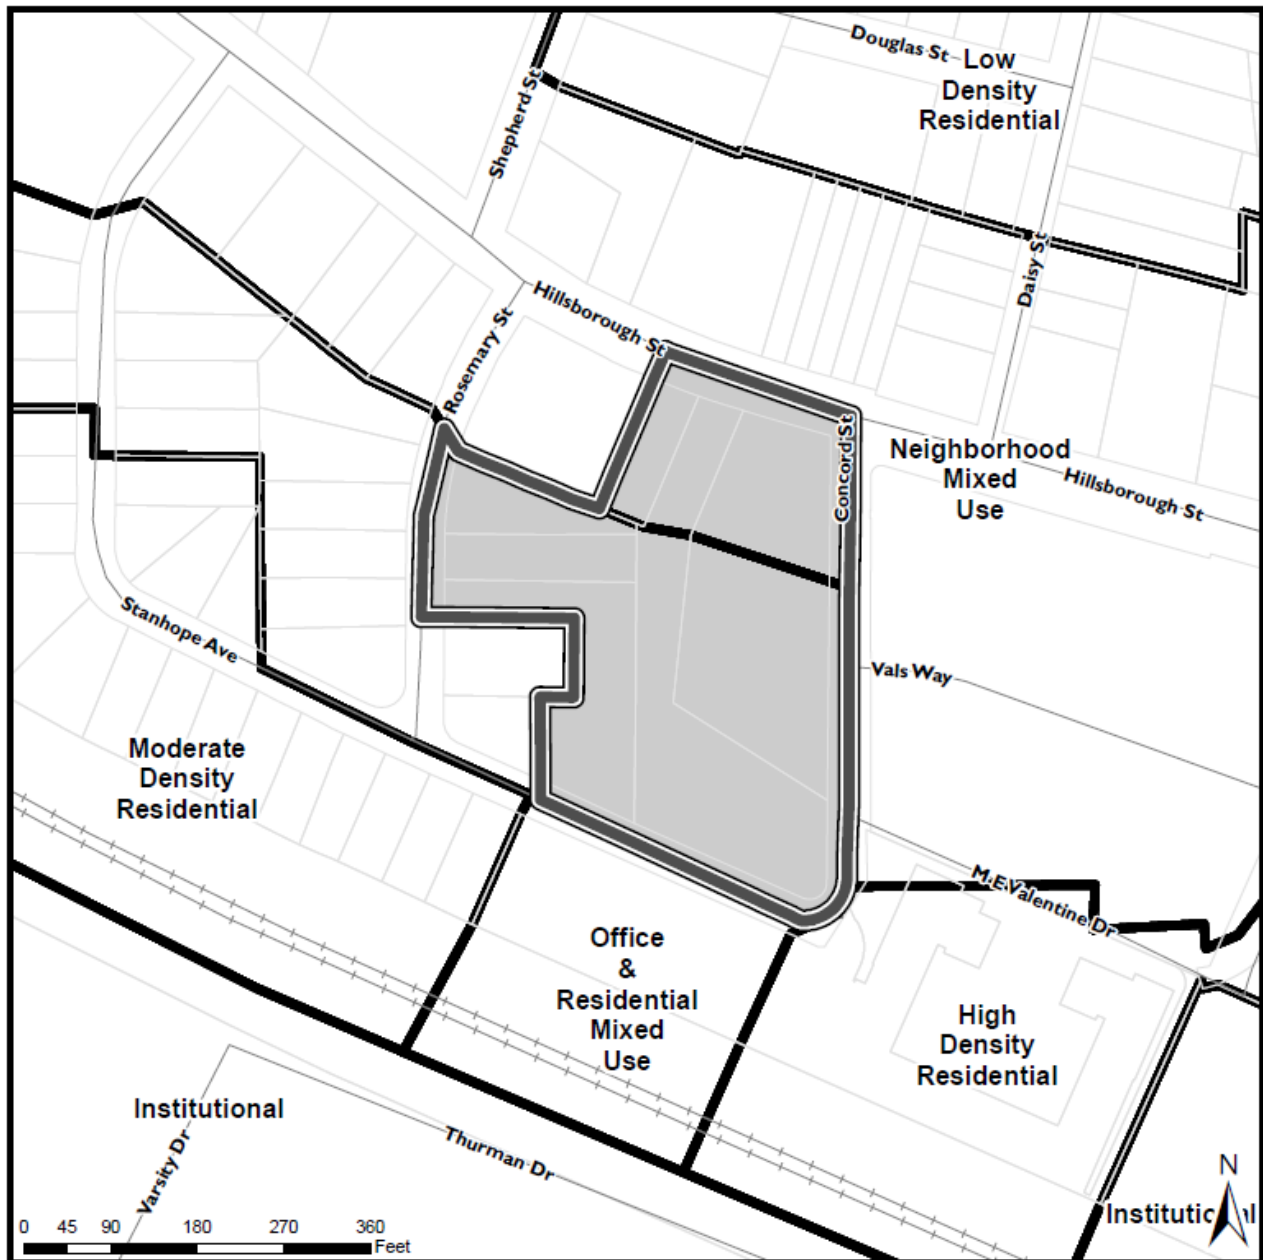 Douglas St
Low
Density
Residential
Shepherd St
Daisy St
Hillsborough St
Rosemary St
Concord St
Neighborhood
Mixed
Use
Hillsborough St
Stanhope Ave
Vals Way
Moderate
Density
Residential
M E Valentine Dr
Office
&
Residential
Mixed
Use
High
Density
Residential
Institutional
Thurman Dr
Varsity Dr
N
Institutional
0 45 90 180 270 360
Feet